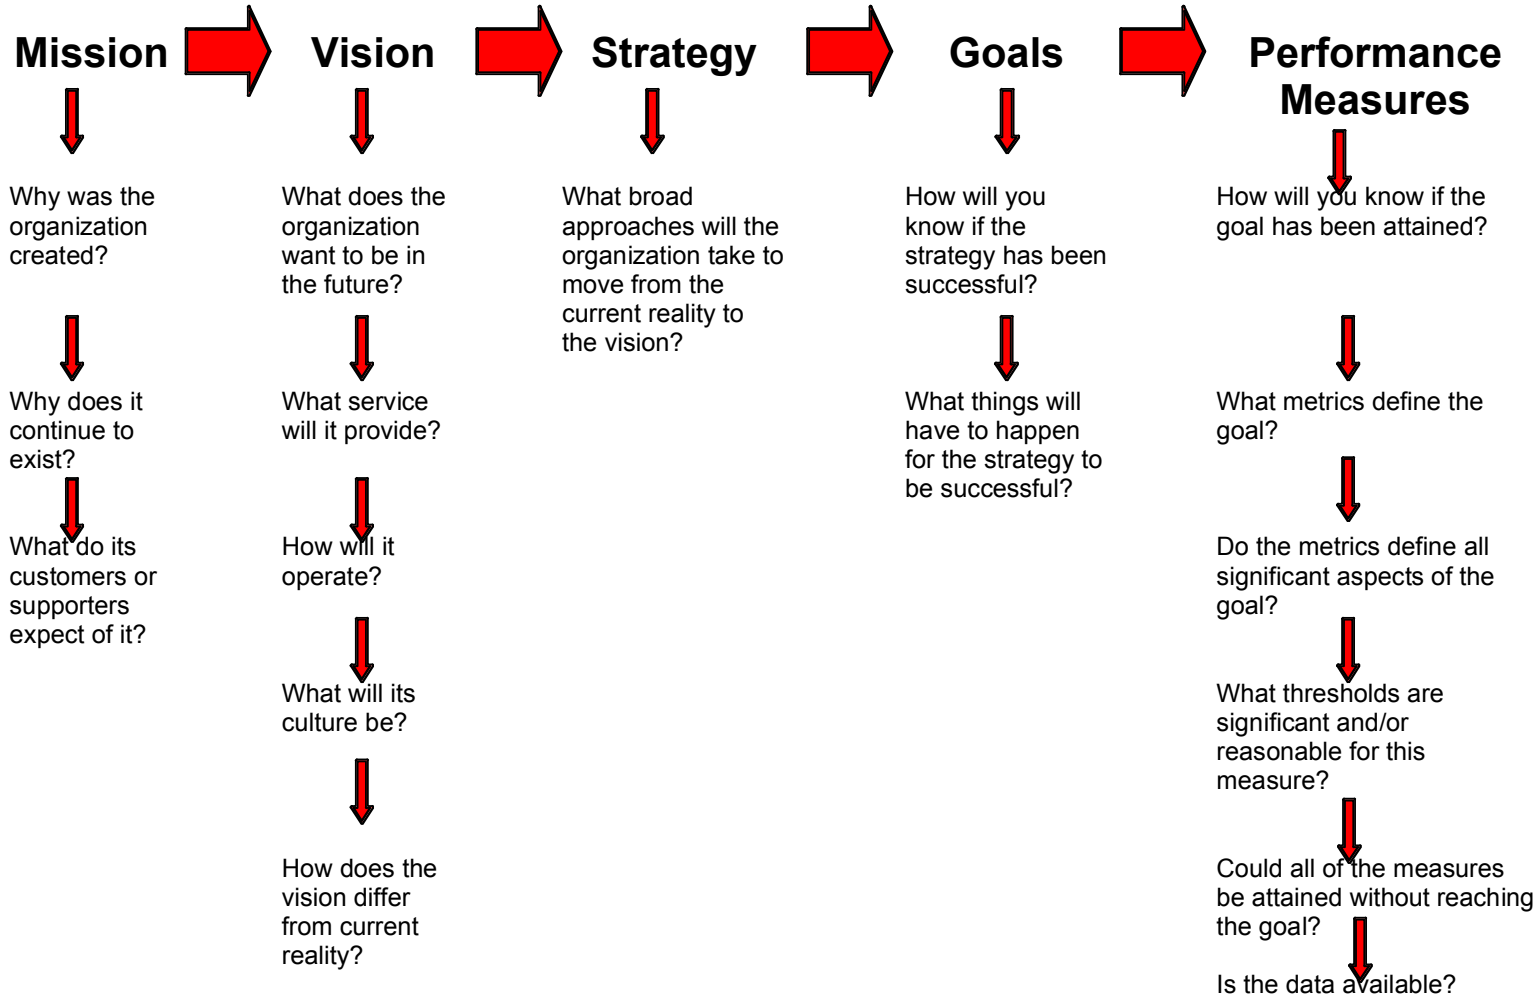 Mission
Vision
Strategy
Goals
Performance
Measures
Why was the
organization
created?
Why does it
continue to
exist?
What do its
customers or
supporters
expect of it?
What does the
organization
want to be in
the future?
What service
will it provide?
How will it
operate?
What will its
culture be?
How does the
vision differ
from current
reality?
What broad
approaches will the
organization take to
move from the
current reality to
the vision?
How will you
know if the
strategy has been
successful?
What things will
have to happen
for the strategy to
be successful?
How will you know if the
goal has been attained?
What metrics define the
goal?
Do the metrics define all
significant aspects of the
goal?
What thresholds are
significant and/or
reasonable for this
measure?
Could all of the measures
be attained without reaching
the goal?
Is the data available?